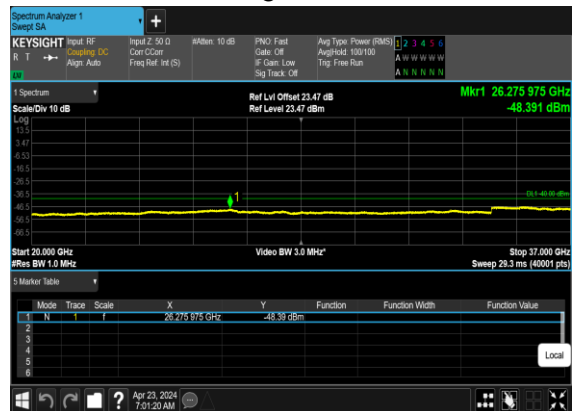 Spectrum Analyzer 1
Swept SA
+
KEYSIGHT Input: RF Input Z: 50 Ω #Atten: 10 dB PNO: Fast Avg Type: Power (RMS) 1 2 3 4 5 6
R T Coupling: DC Corr CCorr Gate: Off Avg|Hold: 100/100 A W W W W W
Align: Auto Freq Ref: Int (S) IF Gain: Low Trig: Free Run
Sig Track: Off A N N N N N
1 Spectrum
Ref Lvl Offset 23.47 dB Mkr1 26.275 975 GHz
Scale/Div 10 dB Ref Level 23.47 dBm -48.391 dBm
Log
13.5
3.47
-6.53
-16.5
-26.5
-36.5 DL1 -40.00 dBm
1
-46.5
-56.5
-66.5
Start 20.000 GHz Video BW 3.0 MHz* Stop 37.000 GHz
#Res BW 1.0 MHz Sweep 29.3 ms (40001 pts)
5 Marker Table
Mode Trace Scale X Y Function Function Width Function Value
1 N 1 f 26.275 975 GHz -48.39 dBm
2
3
4
5
6
Local
? Apr 23, 2024
7:01:20 AM